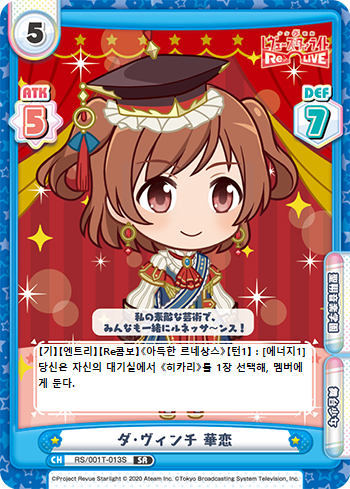 5
少女☆歌劇
レヴュースタァライト
Re LIVE
ATK
5
DEF
7
私の素敵な芸術で、
みんなも一緒にルネッサ〜ンス！
[기]【엔트리】【Re콤보】《아득한 르네상스》【턴1】 : [에너지1]
당신은 자신의 대기실에서 《히카리》를 1장 선택해, 멤버에
게 둔다.
ダ・ヴィンチ 華恋
CH RS/001T-013S SR
©Project Revue Starlight © 2020 Ateam Inc. ©Tokyo Broadcasting System Television, Inc.